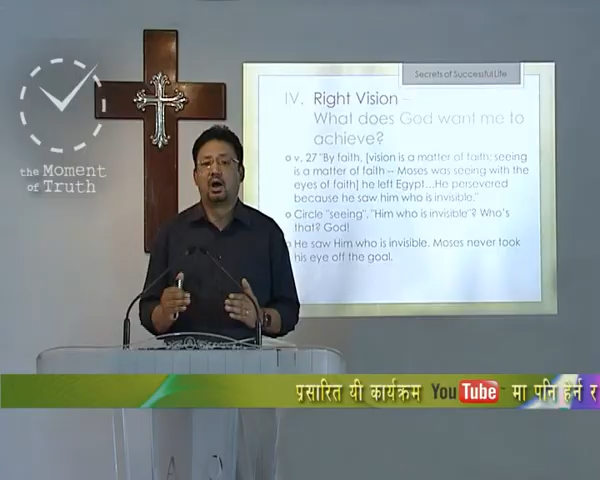 the Moment
of Truth
Secrets of Successful Life
IV. Right Vision –
What does God want me to
achieve?
v. 27 "By faith, [vision is a matter of faith; seeing
is a matter of faith -- Moses was seeing with the
eyes of faith] he left Egypt...He persevered
because he saw him who is invisible."
Circle "seeing", "Him who is invisible"? Who's
that? God!
He saw Him who is invisible. Moses never took
his eye off the goal.
प्रसारित यी कार्यक्रम YouTube मा पनि हेर्न र